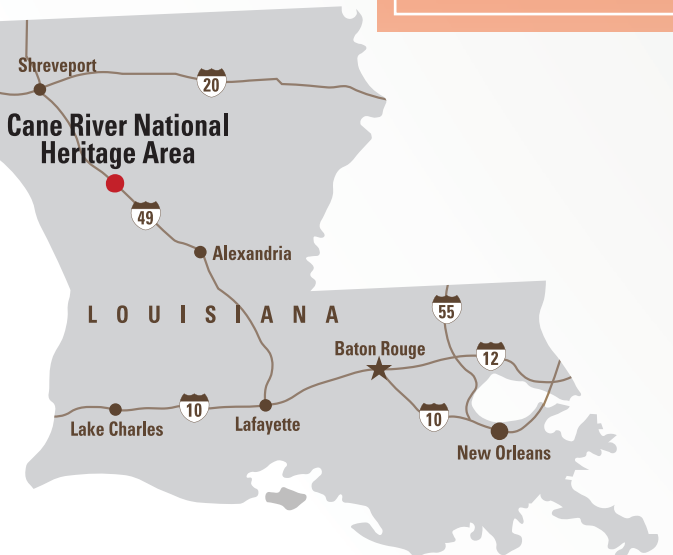 Shreveport
20
Cane River National
Heritage Area
49
Alexandria
LOUISIANA
55
Baton Rouge
12
10
Lake Charles
Lafayette
10
New Orleans